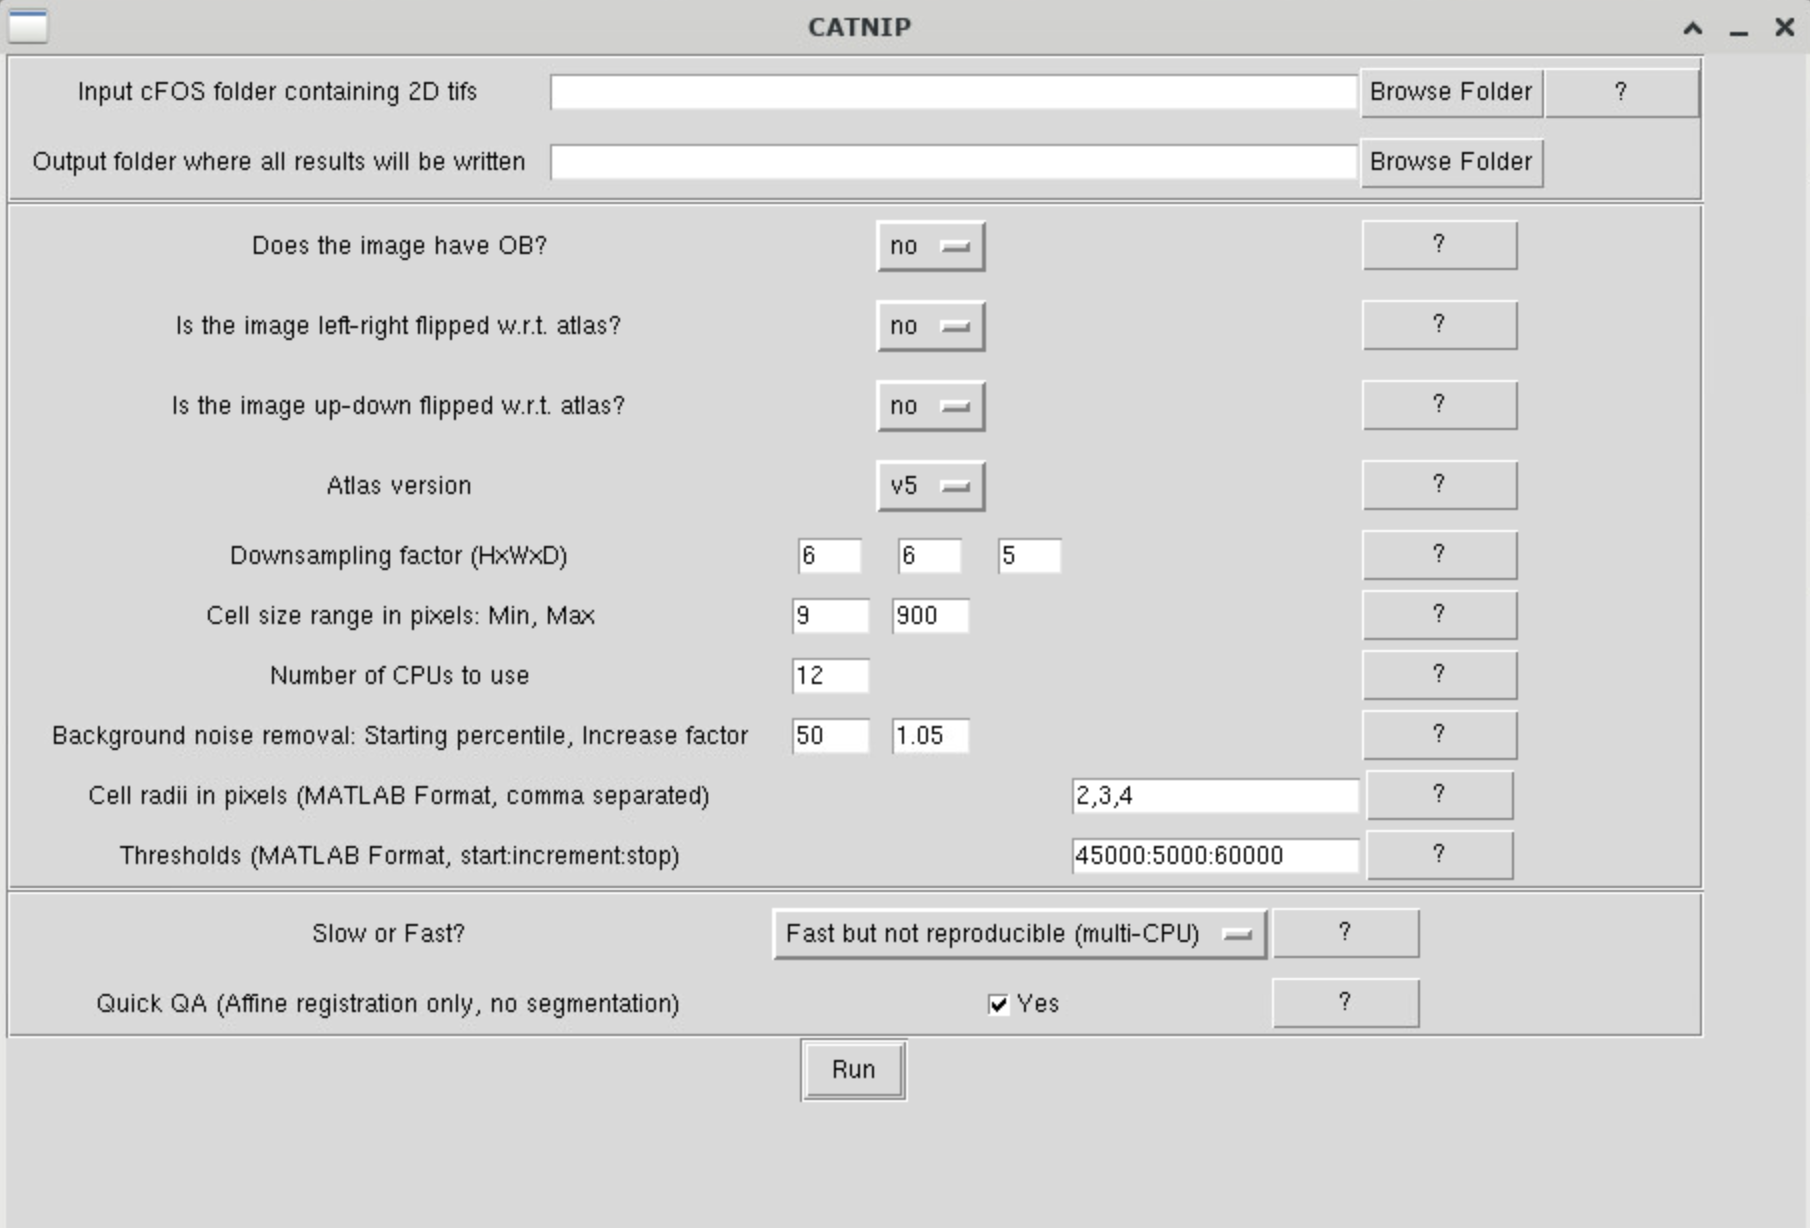 CATNIP
Input cFOS folder containing 2D tifs Browse Folder ?
Output folder where all results will be written Browse Folder
Does the image have OB? no ?
Is the image left-right flipped w.r.t. atlas? no ?
Is the image up-down flipped w.r.t. atlas? no ?
Atlas version v5 ?
Downsampling factor (HxWxD) 6 6 5 ?
Cell size range in pixels: Min, Max 9 900 ?
Number of CPUs to use 12 ?
Background noise removal: Starting percentile, Increase factor 50 1.05 ?
Cell radii in pixels (MATLAB Format, comma separated) 2,3,4 ?
Thresholds (MATLAB Format, start:increment:stop) 45000:5000:60000 ?
Slow or Fast? Fast but not reproducible (multi-CPU) ?
Quick QA (Affine registration only, no segmentation) Yes ?
Run